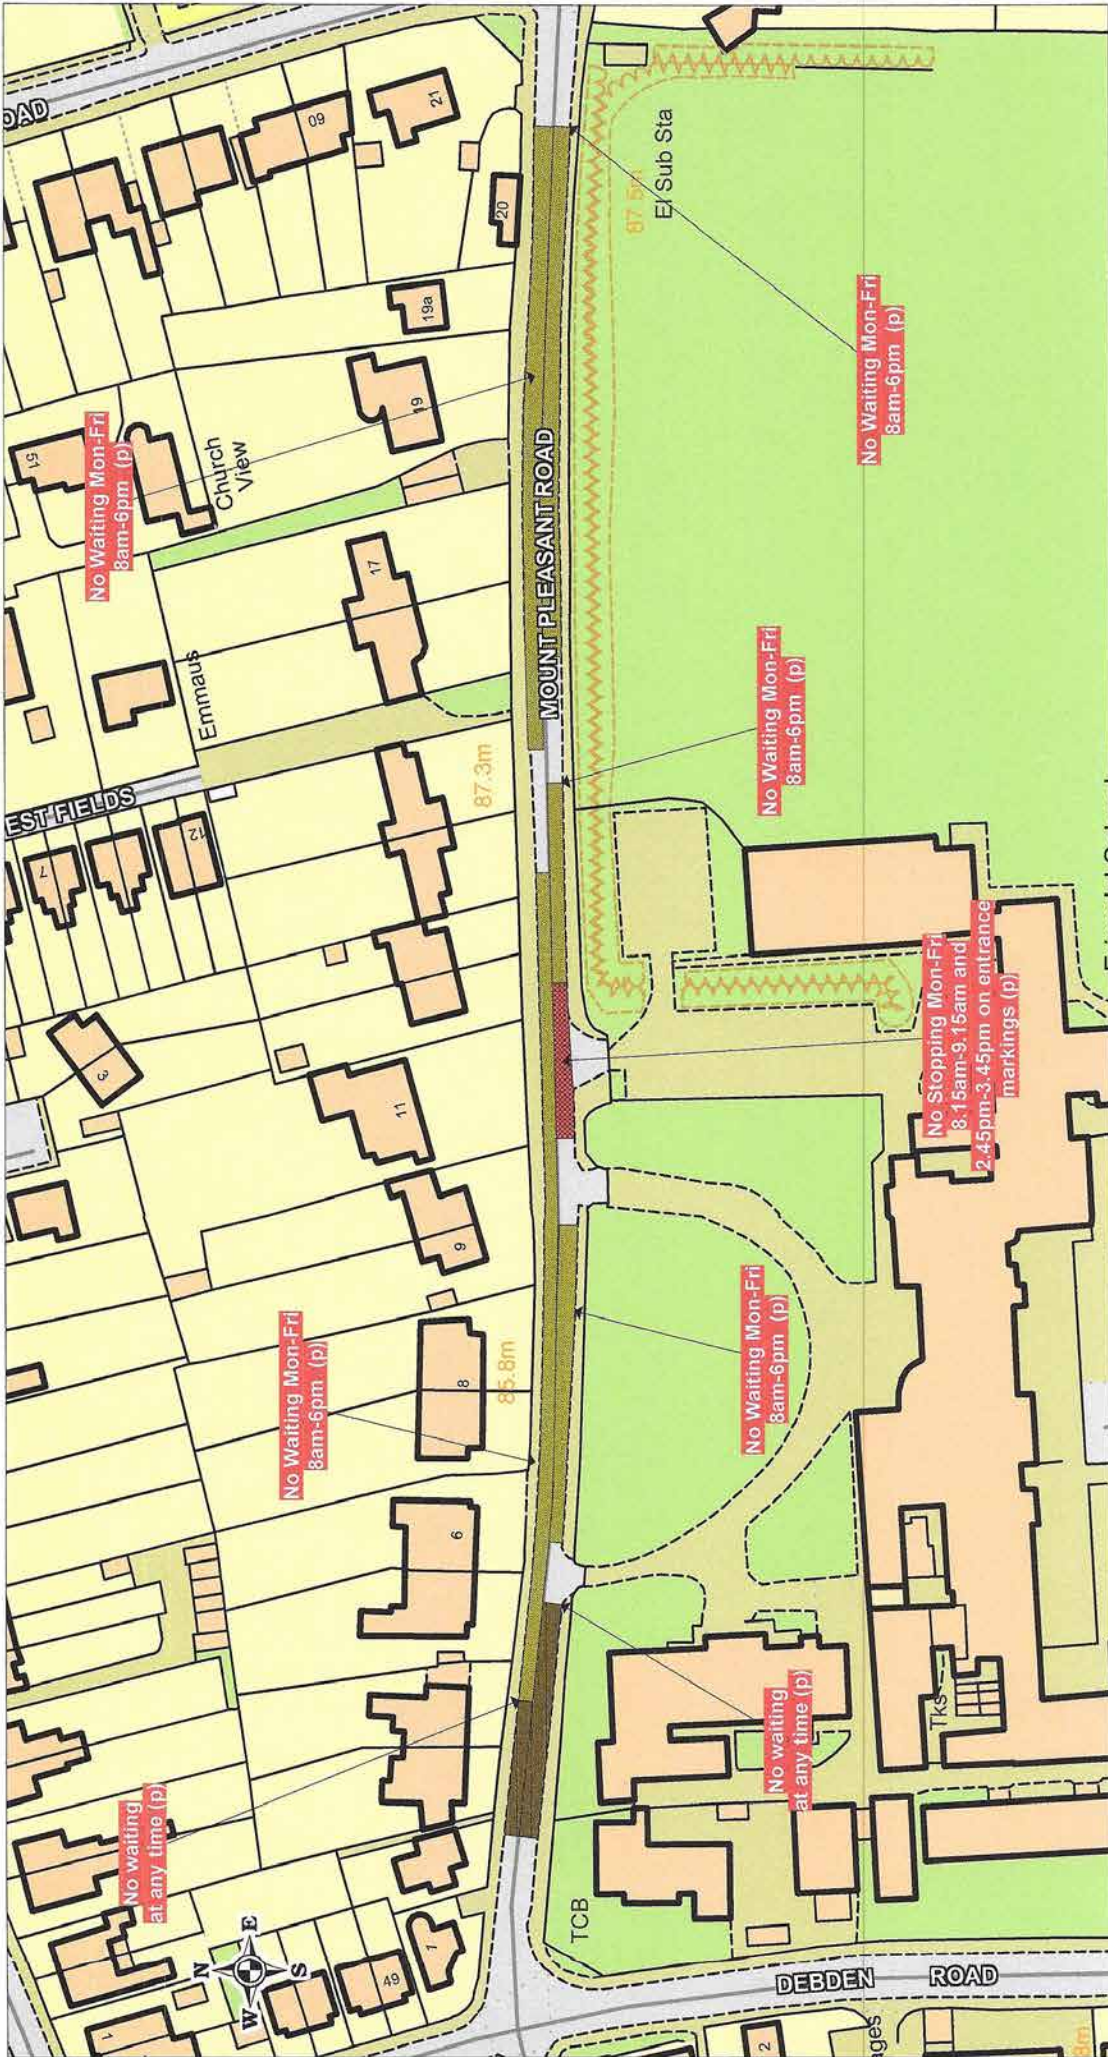 OAD
60
21
20
19a
19
El Sub Sta
87.5m
No Waiting Mon-Fri
8am-6pm (p)
51
No Waiting Mon-Fri
8am-6pm (p)
Church
View
17
MOUNT PLEASANT ROAD
No Waiting Mon-Fri
8am-6pm (p)
Emmaus
EST FIELDS
87.3m
7
12
3
11
9
No Stopping Mon-Fri
8.15am-9.15am and
2.45pm-3.45pm on entrance
markings (p)
No Waiting Mon-Fri
8am-6pm (p)
8
85.8m
No Waiting Mon-Fri
8am-6pm (p)
6
No waiting
at any time (p)
No waiting
at any time (p)
Tks
TCB
N
E
S
W
1
49
1
DEBDEN ROAD
2
ges
8m